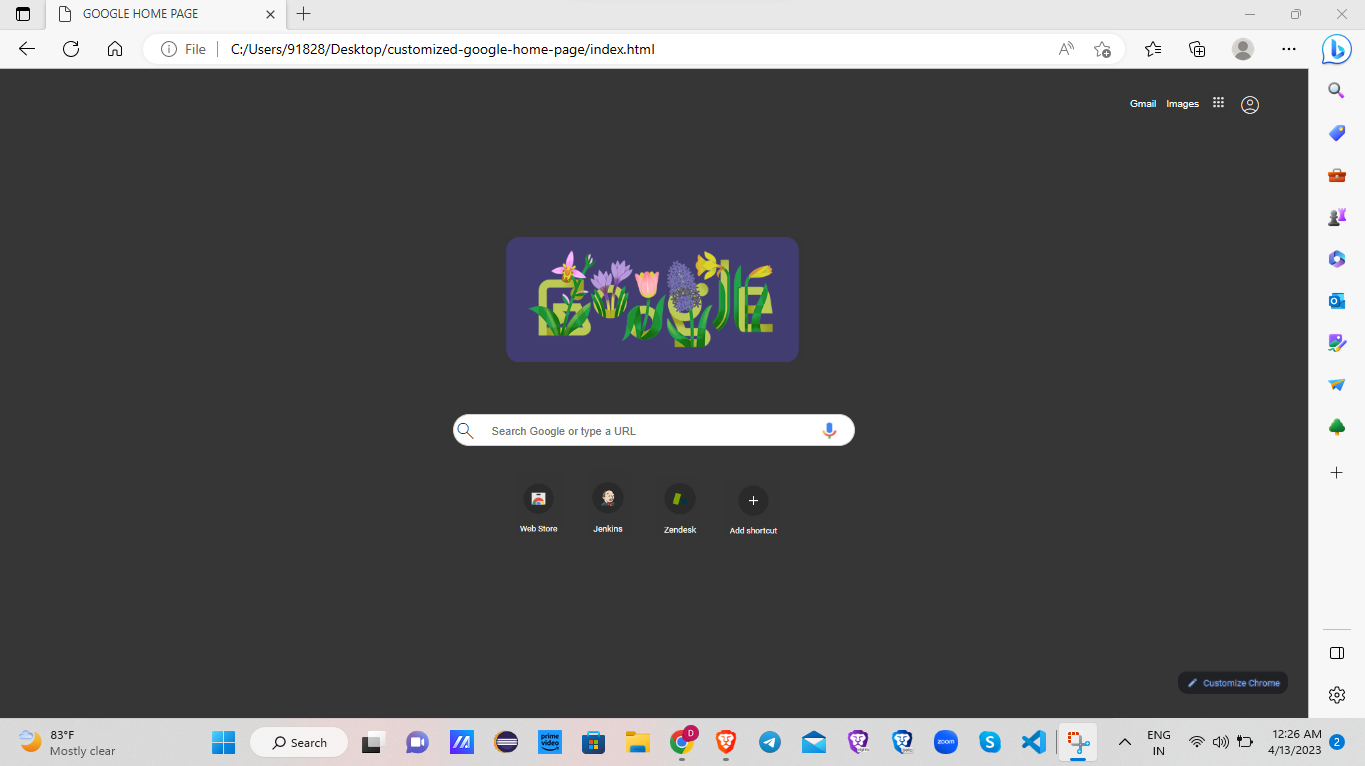 GOOGLE HOME PAGE
File
C:/Users/91828/Desktop/customized-google-home-page/index.html
Gmail Images
Google
Search Google or type a URL
Web Store
Jenkins
Zendesk
Add shortcut
Customize Chrome
83°F
Mostly clear
Search
prime video
D
zoom
ENG
IN
12:26 AM
4/13/2023
2